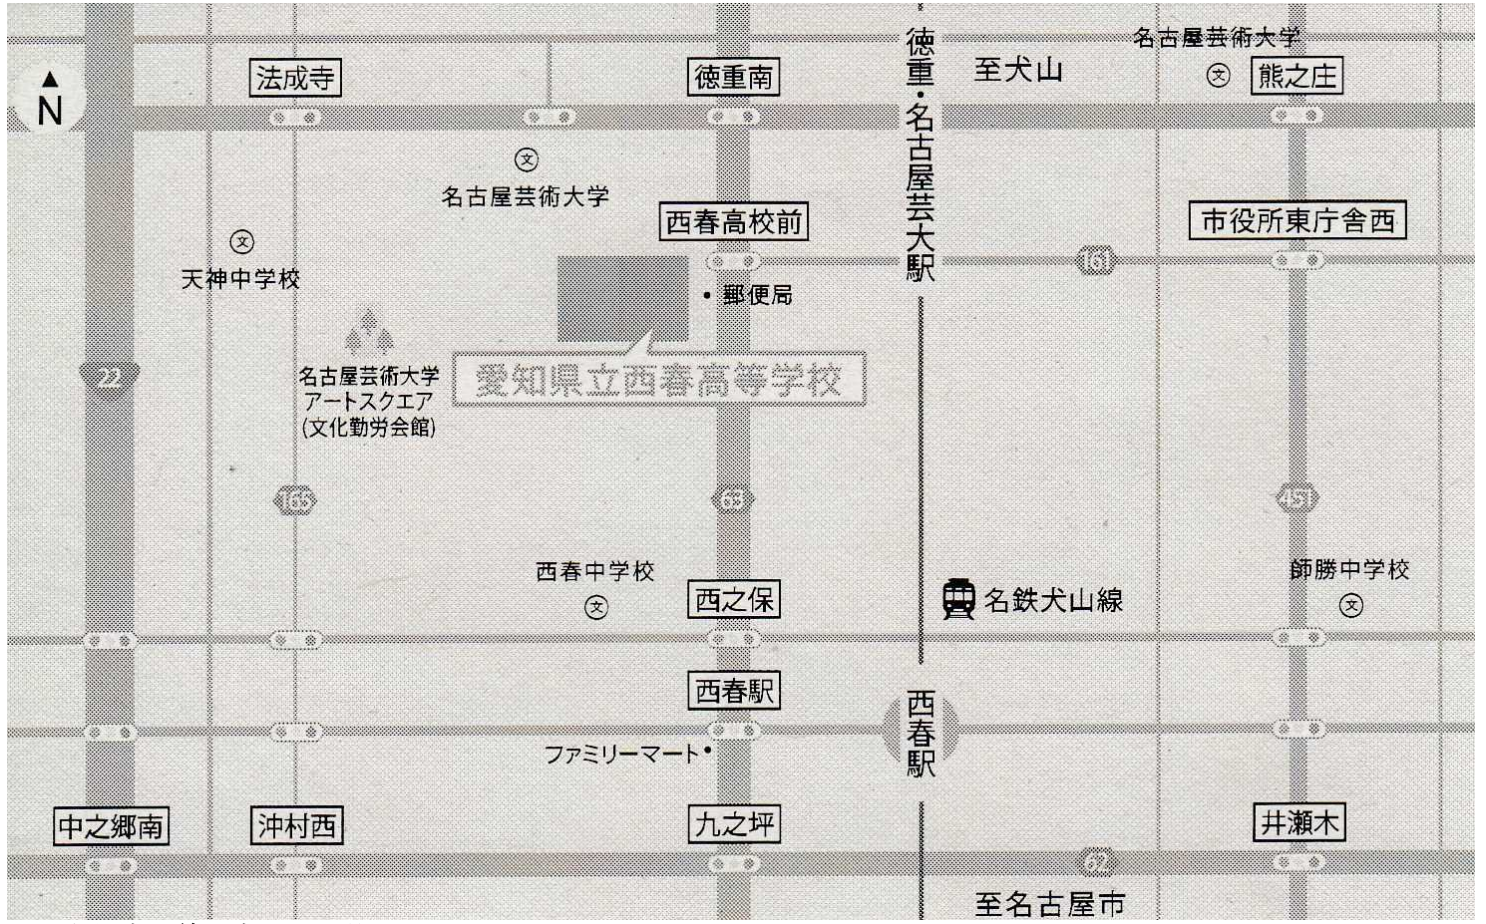 名古屋芸術大学
徳重・名古屋芸大駅
至犬山
法成寺
徳重南
熊之庄
N
名古屋芸術大学
西春高校前
市役所東庁舎西
天神中学校
161
郵便局
22
名古屋芸術大学
アートスクエア
(文化勤労会館)
愛知県立西春高等学校
165
63
451
西春中学校
師勝中学校
西之保
名鉄犬山線
西春駅
西春駅
ファミリーマート
中之郷南
沖村西
九之坪
井瀬木
62
至名古屋市